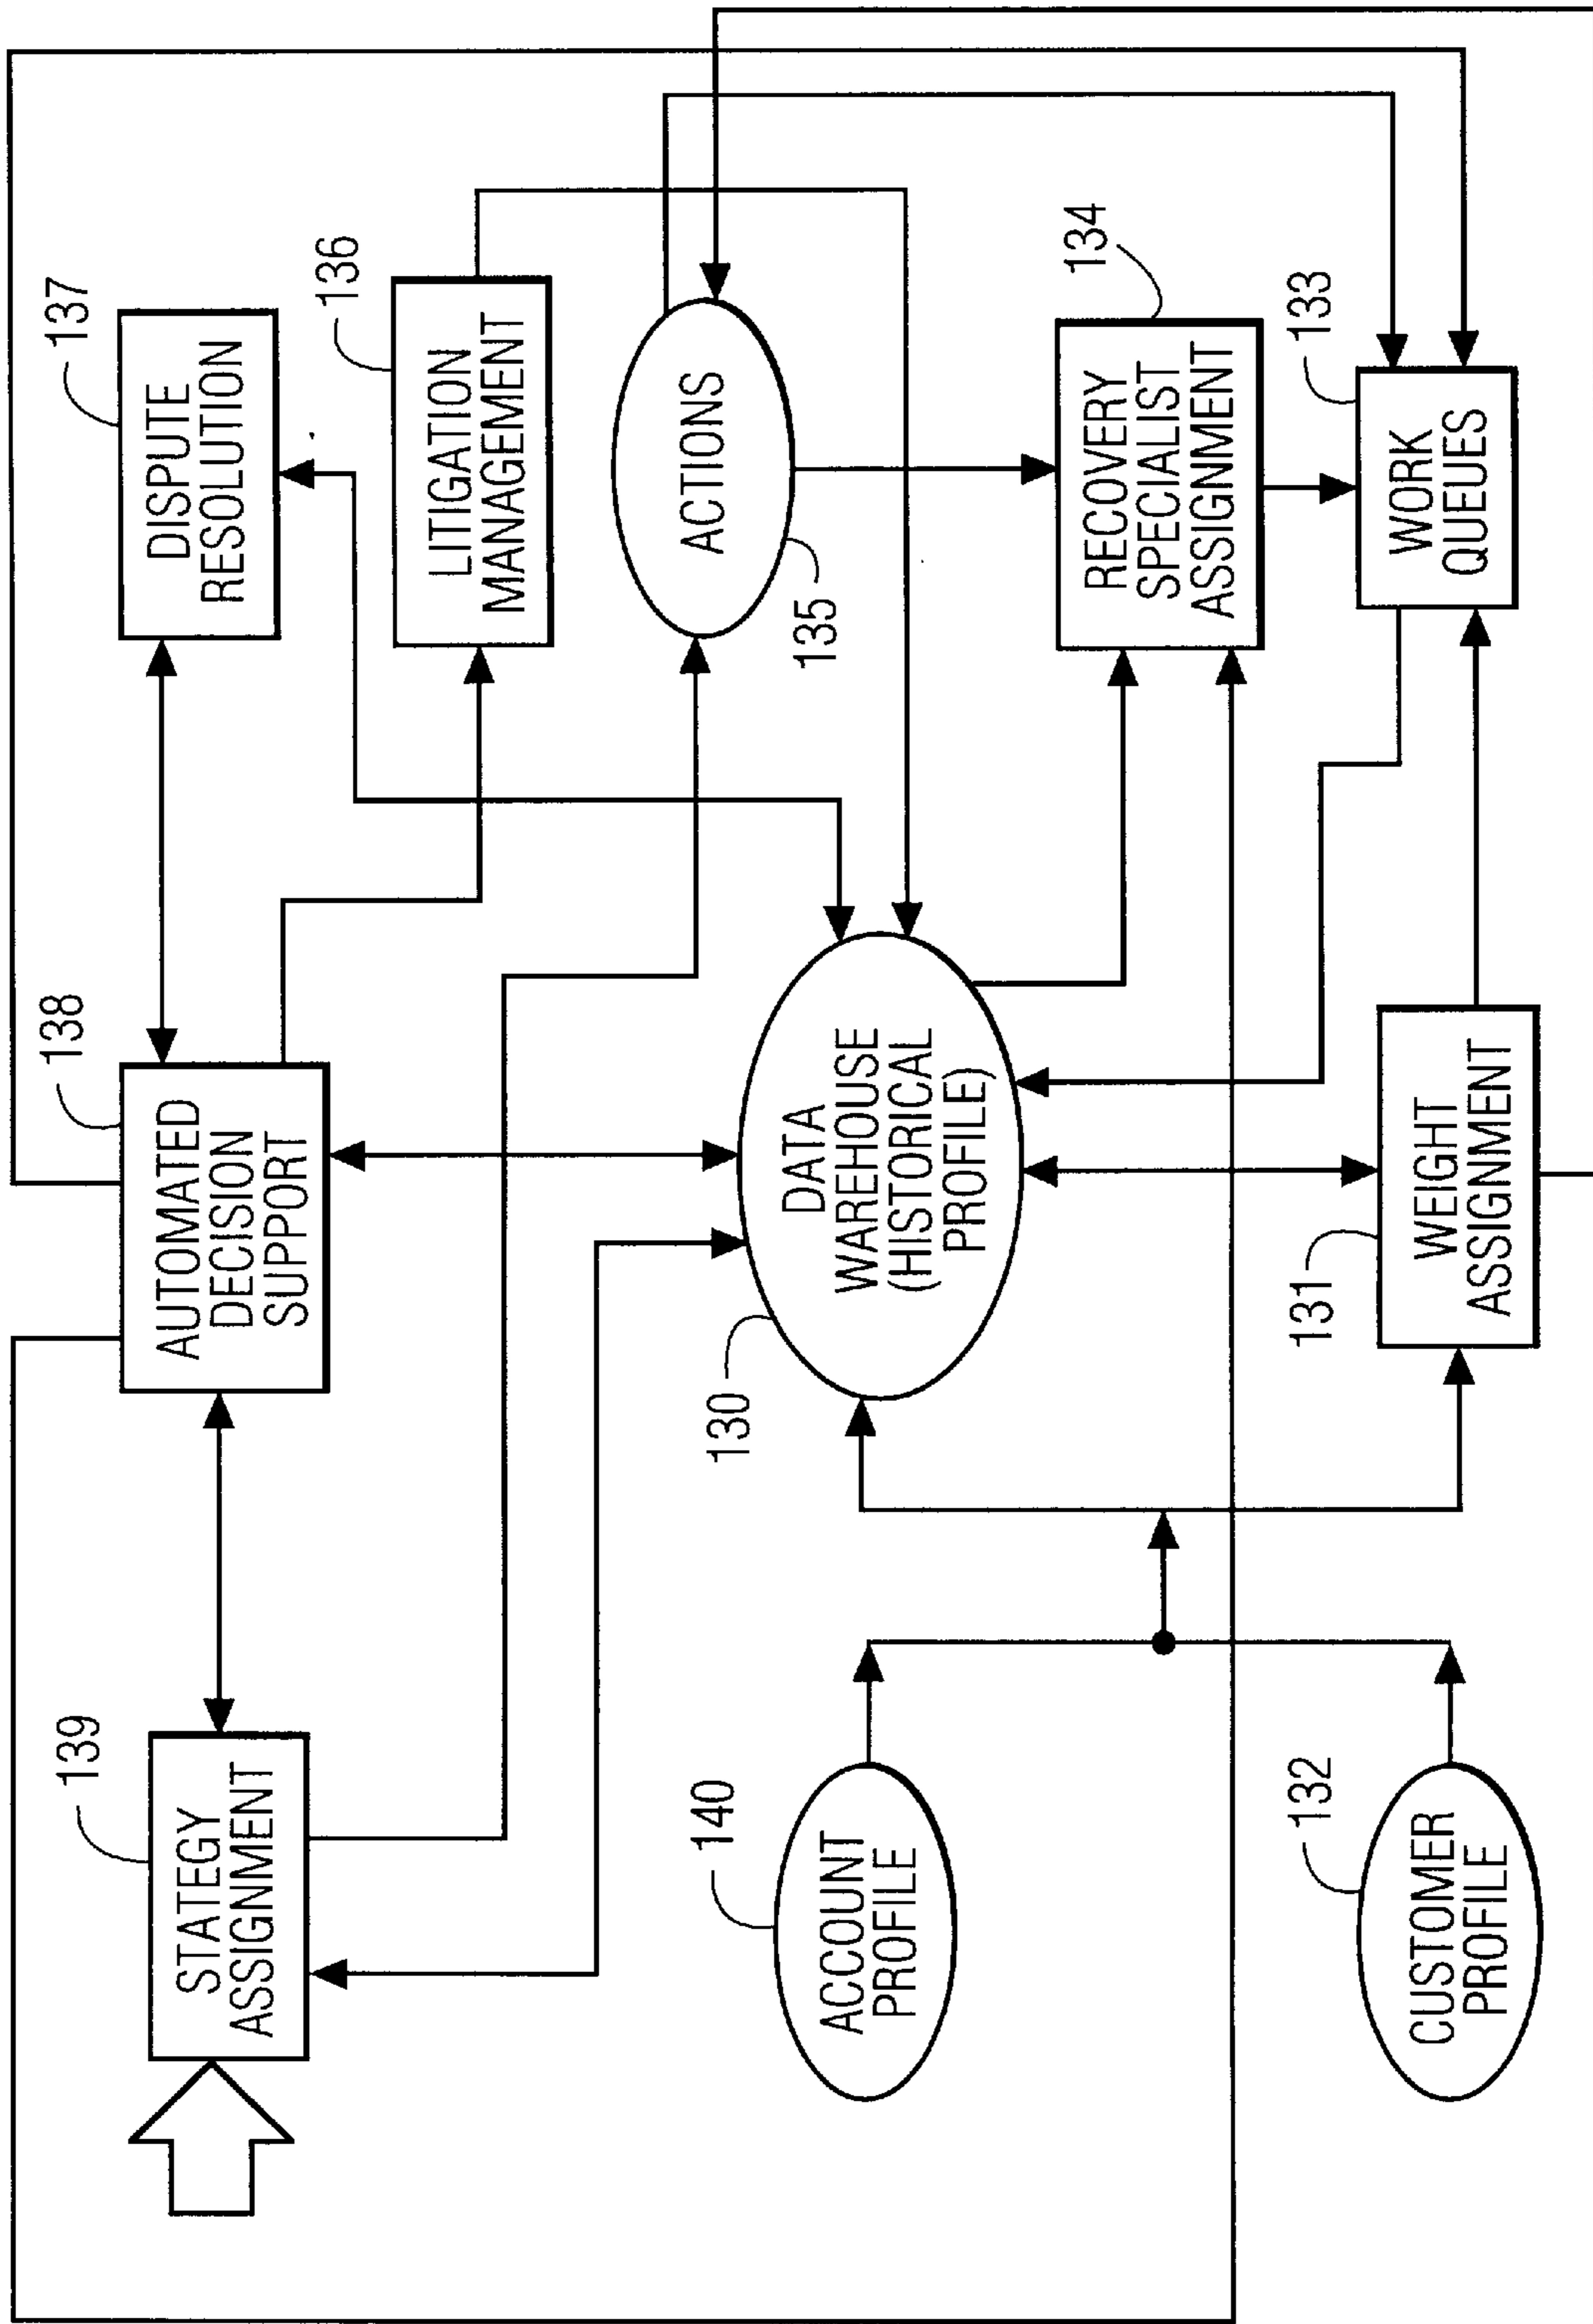 139
STATEGY
ASSIGNMENT
138
AUTOMATED
DECISION
SUPPORT
137
DISPUTE
RESOLUTION
136
LITIGATION
MANAGEMENT
ACTIONS
135
130
DATA
WAREHOUSE
(HISTORICAL
PROFILE)
134
RECOVERY
SPECIALIST
ASSIGNMENT
140
ACCOUNT
PROFILE
132
CUSTOMER
PROFILE
131
WEIGHT
ASSIGNMENT
133
WORK
QUEUES